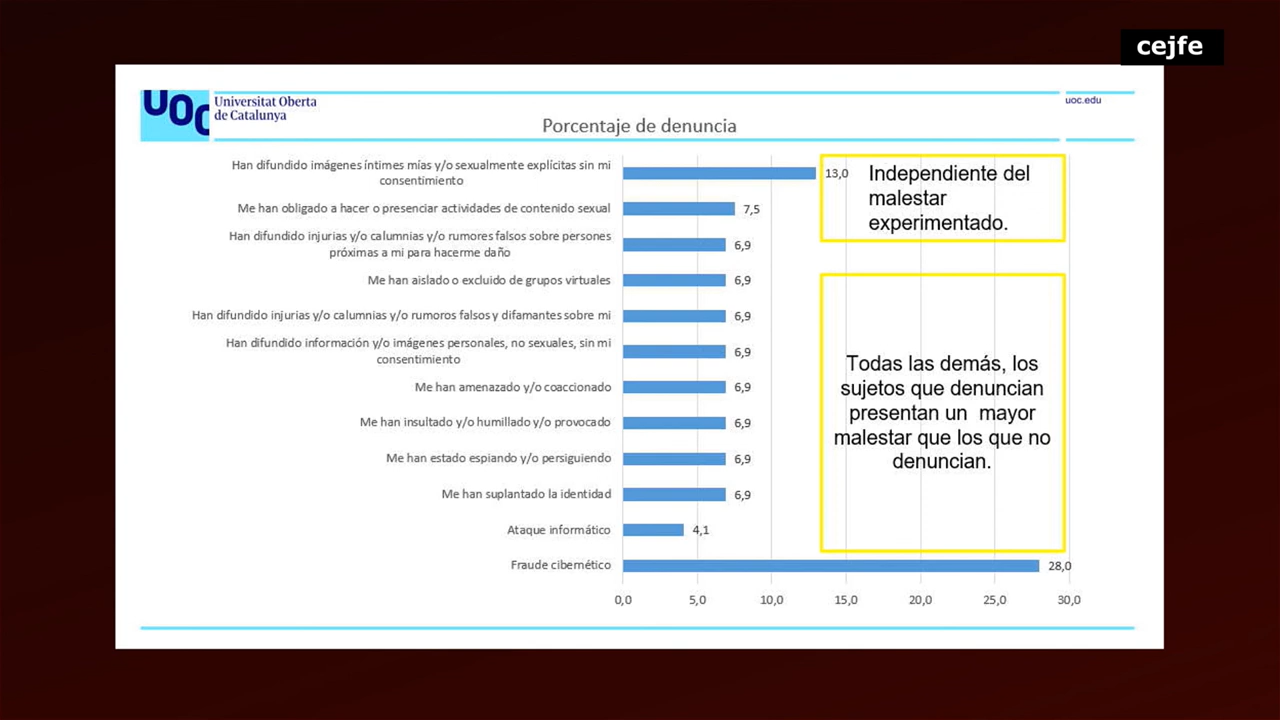 cejfe
UOC
Universitat Oberta
de Catalunya
uoc.edu
Porcentaje de denuncia
Han difundido imágenes íntimes mías y/o sexualmente explícitas sin mi
consentimiento
13,0
Me han obligado a hacer o presenciar actividades de contenido sexual
7,5
Han difundido injurias y/o calumnias y/o rumores falsos sobre persones
próximas a mi para hacerme daño
6,9
Me han aislado o excluido de grupos virtuales
6,9
Han difundido injurias y/o calumnias y/o rumoros falsos y difamantes sobre mi
6,9
Han difundido información y/o imágenes personales, no sexuales, sin mi
consentimiento
6,9
Me han amenazado y/o coaccionado
6,9
Me han insultado y/o humillado y/o provocado
6,9
Me han estado espiando y/o persiguiendo
6,9
Me han suplantado la identidad
6,9
Ataque informático
4,1
Fraude cibernético
28,0
0,0 5,0 10,0 15,0 20,0 25,0 30,0
Independiente del
malestar
experimentado.
Todas las demás, los
sujetos que denuncian
presentan un mayor
malestar que los que no
denuncian.